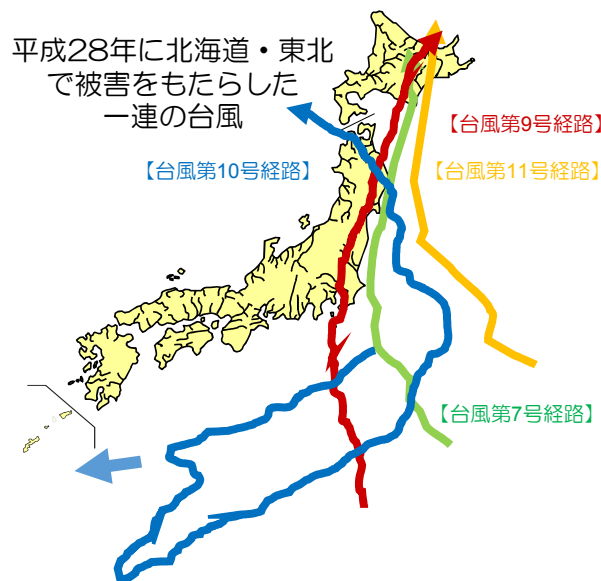 平成28年に北海道・東北
で被害をもたらした
一連の台風
【台風第9号経路】
【台風第10号経路】
【台風第11号経路】
【台風第7号経路】